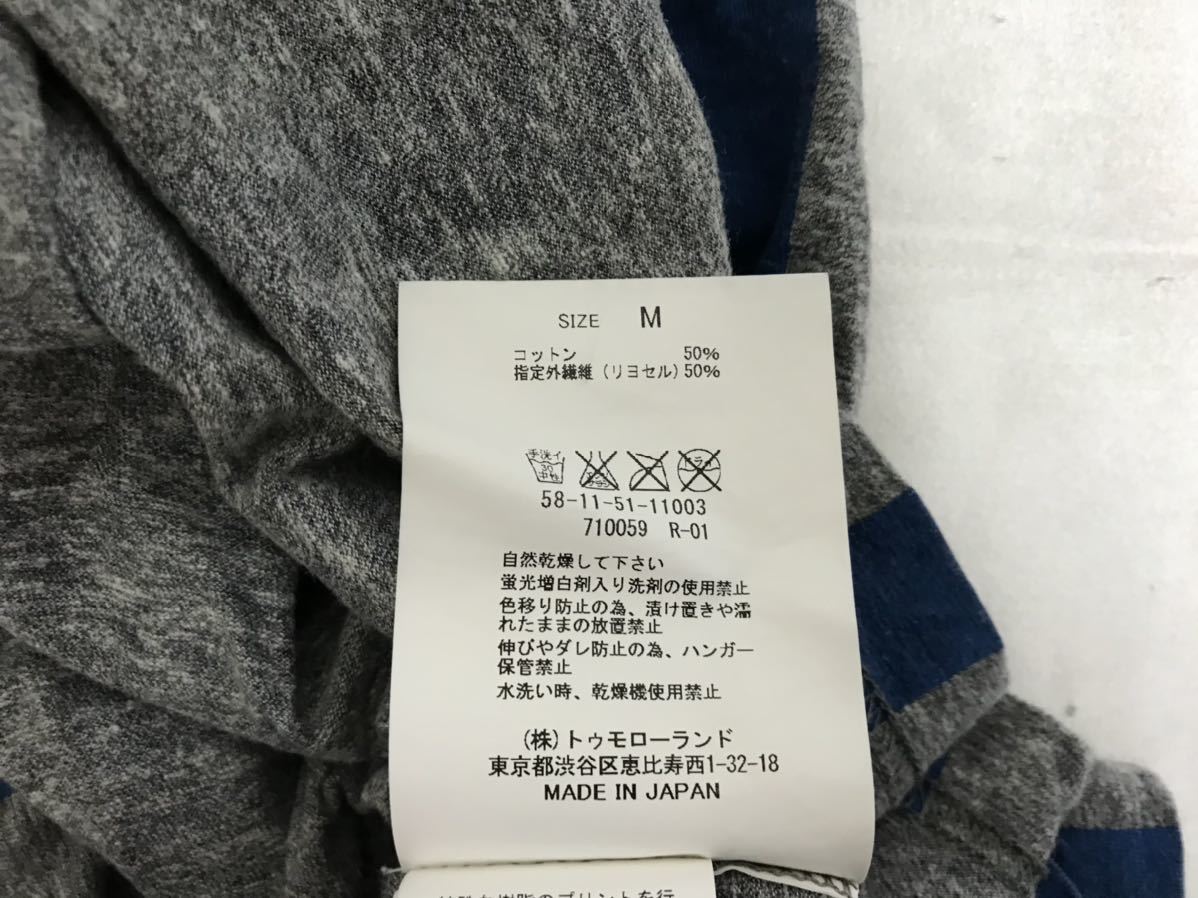 SIZE M
コットン 50%
指定外繊維 (リヨセル) 50%
手洗イ
30
中性
58-11-51-11003
710059 R-01
自然乾燥して下さい
蛍光増白剤入り洗剤の使用禁止
色移り防止の為、漬け置きや濡
れたままの放置禁止
伸びやダレ防止の為、ハンガー
保管禁止
水洗い時、乾燥機使用禁止
(株)トゥモローランド
東京都渋谷区恵比寿西1-32-18
MADE IN JAPAN